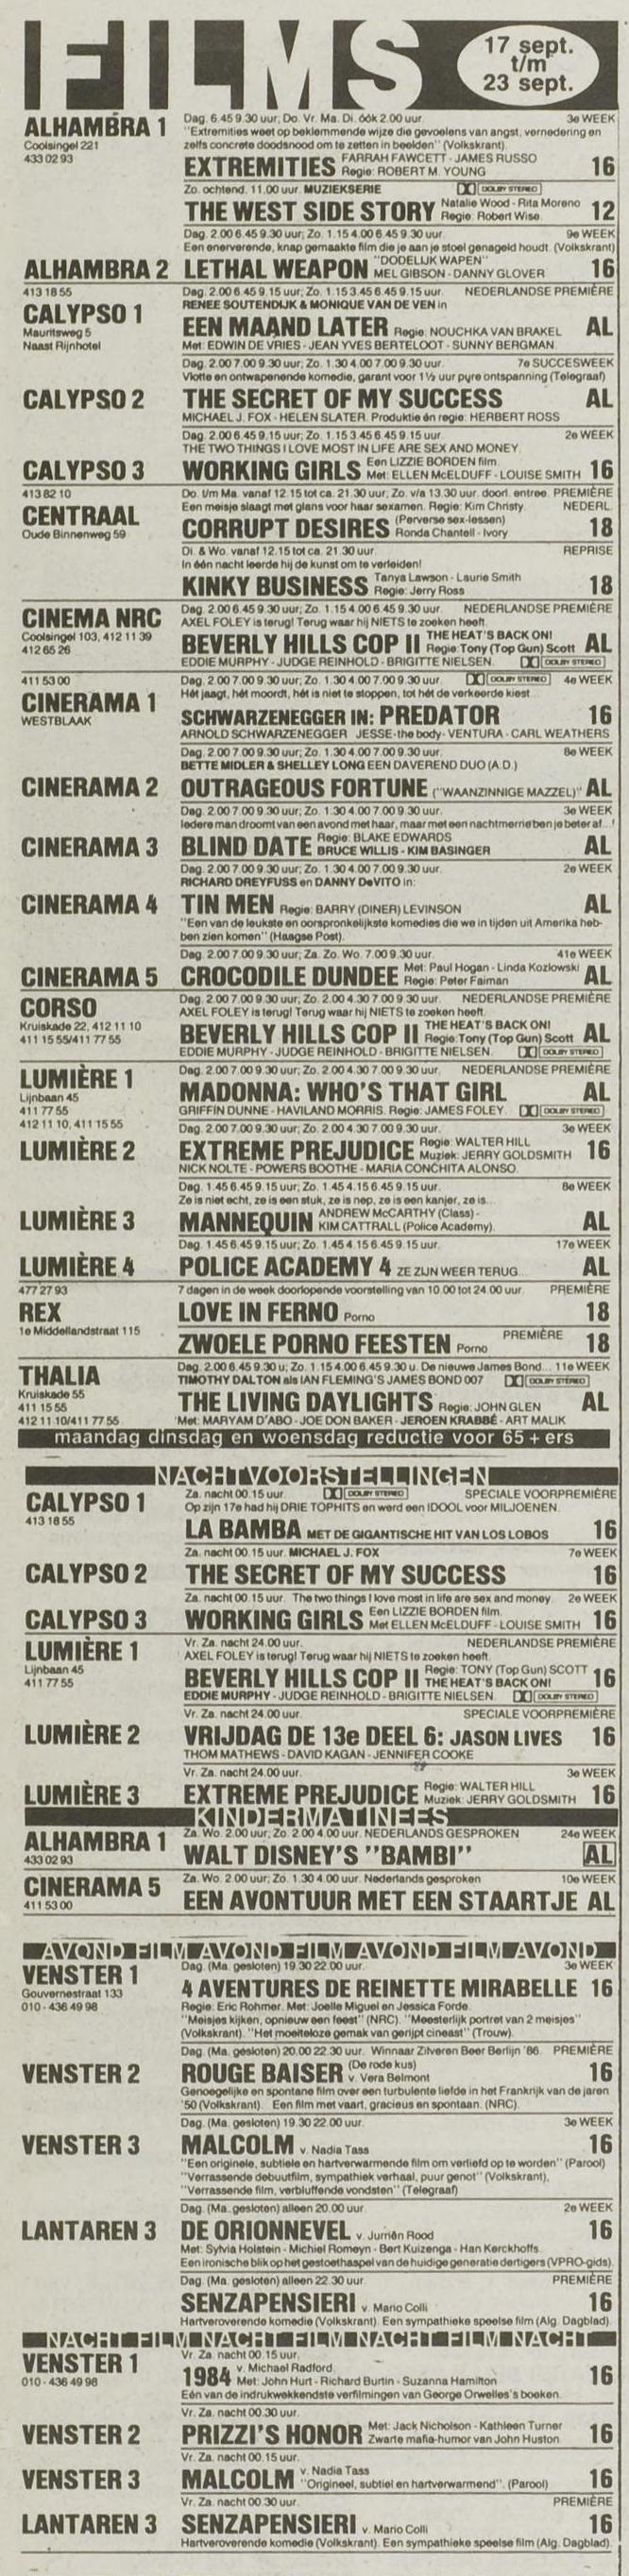 FILMS
17 sept.
t/m
23 sept.
ALHAMBRA 1
Coolsingel 221
433 02 93
Dag. 6.45 9.30 uur; Do. Vr. Ma. Di. óók 2.00 uur. 3e WEEK
"Extremities weet op beklemmende wijze die gevoelens van angst, vernedering en
zelfs concrete doodsnood om te zetten in beelden" (Volkskrant).
EXTREMITIES FARRAH FAWCETT - JAMES RUSSO
Regie: ROBERT M. YOUNG 16
Zo. ochtend. 11.00 uur. MUZIEKSERIE DOLBY STEREO
THE WEST SIDE STORY Natalie Wood - Rita Moreno
Regie: Robert Wise. 12
Dag. 2.00 6.45 9.30 uur; Zo. 1.15 4.00 6.45 9.30 uur. 9e WEEK
Een enerverende, knap gemaakte film die je aan je stoel genageld houdt (Volkskrant)
ALHAMBRA 2 LETHAL WEAPON "DODELIJK WAPEN"
MEL GIBSON - DANNY GLOVER 16
413 18 55
CALYPSO 1
Mauritsweg 5
Naast Rijnhotel
Dag. 2.00 6.45 9.15 uur; Zo. 1.15 3.45 6.45 9.15 uur. NEDERLANDSE PREMIÈRE
RENEE SOUTENDIJK & MONIQUE VAN DE VEN in
EEN MAAND LATER Regie: NOUCHKA VAN BRAKEL AL
Met: EDWIN DE VRIES - JEAN YVES BERTELOOT - SUNNY BERGMAN.
Dag. 2.00 7.00 9.30 uur; Zo. 1.30 4.00 7.00 9.30 uur. 7e SUCCESWEEK
Vlotte en ontwapenende komedie, garant voor 1½ uur pure ontspanning (Telegraaf)
CALYPSO 2 THE SECRET OF MY SUCCESS AL
MICHAEL J. FOX - HELEN SLATER. Produktie én regie: HERBERT ROSS
Dag. 2.00 6.45 9.15 uur; Zo. 1.15 3.45 6.45 9.15 uur. 2e WEEK
THE TWO THINGS I LOVE MOST IN LIFE ARE SEX AND MONEY.
CALYPSO 3 WORKING GIRLS Een LIZZIE BORDEN film.
Met: ELLEN McELDUFF - LOUISE SMITH 16
413 82 10
CENTRAAL
Oude Binnenweg 59
Do. t/m Ma. vanaf 12.15 tot ca. 21.30 uur; Zo. v/a 13.30 uur. doorl. entree. PREMIÈRE
Een meisje slaagt met glans voor haar sexamen. Regie: Kim Christy. NEDERL.
CORRUPT DESIRES (Perverse sex-lessen)
Ronda Chantell - Ivory 18
Di. & Wo. vanaf 12.15 tot ca. 21.30 uur. REPRISE
In één nacht leerde hij de kunst om te verleiden!
KINKY BUSINESS Tanya Lawson - Laurie Smith
Regie: Jerry Ross 18
CINEMA NRC
Coolsingel 103, 412 11 39
412 65 26
Dag. 2.00 6.45 9.30 uur; Zo. 1.15 4.00 6.45 9.30 uur. NEDERLANDSE PREMIÈRE
AXEL FOLEY is terug! Terug waar hij NIETS te zoeken heeft.
BEVERLY HILLS COP II THE HEAT'S BACK ON!
Regie: Tony (Top Gun) Scott AL
EDDIE MURPHY - JUDGE REINHOLD - BRIGITTE NIELSEN. DOLBY STEREO
411 53 00
CINERAMA 1
WESTBLAAK
Dag. 2.00 7.00 9.30 uur; Zo. 1.30 4.00 7.00 9.30 uur. DOLBY STEREO 4e WEEK
Hét jaagt, hét moordt, hét is niet te stoppen, tot hét de verkeerde kiest...
SCHWARZENEGGER IN: PREDATOR 16
ARNOLD SCHWARZENEGGER JESSE-the body-VENTURA - CARL WEATHERS
Dag. 2.00 7.00 9.30 uur; Zo. 1.30 4.00 7.00 9.30 uur. 8e WEEK
BETTE MIDLER & SHELLEY LONG EEN DAVEREND DUO (A.D.)
CINERAMA 2 OUTRAGEOUS FORTUNE ("WAANZINNIGE MAZZEL)" AL
Dag. 2.00 7.00 9.30 uur; Zo. 1.30 4.00 7.00 9.30 uur. 3e WEEK
Iedere man droomt van een avond met haar, maar met een nachtmerrie ben je beter af...!
CINERAMA 3 BLIND DATE Regie: BLAKE EDWARDS
BRUCE WILLIS - KIM BASINGER AL
Dag. 2.00 7.00 9.30 uur; Zo. 1.30 4.00 7.00 9.30 uur. 2e WEEK
RICHARD DREYFUSS en DANNY DeVITO in:
CINERAMA 4 TIN MEN Regie: BARRY (DINER) LEVINSON AL
"Een van de leukste en oorspronkelijkste komedies die we in tijden uit Amerika heb-
ben zien komen" (Haagse Post).
Dag. 2.00 7.00 9.30 uur; Za. Zo. Wo. 7.00 9.30 uur. 41e WEEK
CINERAMA 5 CROCODILE DUNDEE Met: Paul Hogan - Linda Kozlowski
Regie: Peter Faiman AL
CORSO
Kruiskade 22, 412 11 10
411 15 55/411 77 55
Dag. 2.00 7.00 9.30 uur; Zo. 2.00 4.30 7.00 9.30 uur. NEDERLANDSE PREMIÈRE
AXEL FOLEY is terug! Terug waar hij NIETS te zoeken heeft.
BEVERLY HILLS COP II THE HEAT'S BACK ON!
Regie: Tony (Top Gun) Scott AL
EDDIE MURPHY - JUDGE REINHOLD - BRIGITTE NIELSEN. DOLBY STEREO
LUMIÈRE 1
Lijnbaan 45
411 77 55
412 11 10, 411 15 55
Dag. 2.00 7.00 9.30 uur; Zo. 2.00 4.30 7.00 9.30 uur. NEDERLANDSE PREMIÈRE
MADONNA: WHO'S THAT GIRL AL
GRIFFIN DUNNE - HAVILAND MORRIS. Regie: JAMES FOLEY. DOLBY STEREO
Dag. 2.00 7.00 9.30 uur; Zo. 2.00 4.30 7.00 9.30 uur. 3e WEEK
LUMIÈRE 2 EXTREME PREJUDICE Regie: WALTER HILL
Muziek: JERRY GOLDSMITH 16
NICK NOLTE - POWERS BOOTHE - MARIA CONCHITA ALONSO.
Dag. 1.45 6.45 9.15 uur; Zo. 1.45 4.15 6.45 9.15 uur. 8e WEEK
Ze is niet echt, ze is een stuk, ze is nep, ze is een kanjer, ze is...
LUMIÈRE 3 MANNEQUIN ANDREW McCARTHY (Class) -
KIM CATTRALL (Police Academy). AL
Dag. 1.45 6.45 9.15 uur; Zo. 1.45 4.15 6.45 9.15 uur. 17e WEEK
LUMIÈRE 4 POLICE ACADEMY 4 ZE ZIJN WEER TERUG... AL
477 27 93
REX
1e Middellandstraat 115
7 dagen in de week doorlopende voorstelling van 10.00 tot 24.00 uur. PREMIÈRE
LOVE IN FERNO Porno 18
ZWOELE PORNO FEESTEN Porno PREMIÈRE 18
THALIA
Kruiskade 55
411 15 55
412 11 10/411 77 55
Dag. 2.00 6.45 9.30 u; Zo. 1.15 4.00 6.45 9.30 u. De nieuwe James Bond... 11e WEEK
TIMOTHY DALTON als IAN FLEMING'S JAMES BOND 007 DOLBY STEREO
THE LIVING DAYLIGHTS Regie: JOHN GLEN AL
Met: MARYAM D'ABO - JOE DON BAKER - JEROEN KRABBÉ - ART MALIK
maandag dinsdag en woensdag reductie voor 65 + ers
NACHTVOORSTELLINGEN
CALYPSO 1
413 18 55
Za. nacht 00.15 uur. DOLBY STEREO SPECIALE VOORPREMIÈRE
Op zijn 17e had hij DRIE TOPHITS en werd een IDOOL voor MILJOENEN.
LA BAMBA MET DE GIGANTISCHE HIT VAN LOS LOBOS 16
Za. nacht 00.15 uur. MICHAEL J. FOX 7e WEEK
CALYPSO 2 THE SECRET OF MY SUCCESS 16
Za. nacht 00.15 uur. The two things I love most in life are sex and money. 2e WEEK
CALYPSO 3 WORKING GIRLS Een LIZZIE BORDEN film.
Met ELLEN McELDUFF - LOUISE SMITH 16
LUMIÈRE 1
Lijnbaan 45
411 77 55
Vr. Za. nacht 24.00 uur. NEDERLANDSE PREMIÈRE
AXEL FOLEY is terug! Terug waar hij NIETS te zoeken heeft.
BEVERLY HILLS COP II Regie: TONY (Top Gun) SCOTT
THE HEAT'S BACK ON! 16
EDDIE MURPHY - JUDGE REINHOLD - BRIGITTE NIELSEN. DOLBY STEREO
Vr. Za. nacht 24.00 uur. SPECIALE VOORPREMIÈRE
LUMIÈRE 2 VRIJDAG DE 13e DEEL 6: JASON LIVES 16
THOM MATHEWS - DAVID KAGAN - JENNIFER COOKE
Vr. Za. nacht 24.00 uur. 3e WEEK
LUMIÈRE 3 EXTREME PREJUDICE Regie: WALTER HILL
Muziek: JERRY GOLDSMITH 16
KINDERMATINEES
ALHAMBRA 1
433 02 93
Za. Wo. 2.00 uur; Zo. 2.00 4.00 uur. NEDERLANDS GESPROKEN 24e WEEK
WALT DISNEY'S "BAMBI" AL
CINERAMA 5
411 53 00
Za. Wo. 2.00 uur; Zo. 1.30 4.00 uur. Nederlands gesproken 10e WEEK
EEN AVONTUUR MET EEN STAARTJE AL
AVOND FILM AVOND FILM AVOND FILM AVOND
VENSTER 1
Gouvernestraat 133
010 - 436 49 98
Dag. (Ma. gesloten) 19.30 22.00 uur. 3e WEEK
4 AVENTURES DE REINETTE MIRABELLE 16
Regie: Eric Rohmer. Met: Joelle Miguel en Jessica Forde.
"Meisjes kijken, opnieuw een feest" (NRC). "Meesterlijk portret van 2 meisjes"
(Volkskrant). "Het moeiteloze gemak van gerijpt cineast" (Trouw).
Dag. (Ma. gesloten) 20.00 22.30 uur. Winnaar Zilveren Beer Berlijn '86. PREMIÈRE
VENSTER 2 ROUGE BAISER (De rode kus)
v. Vera Belmont 16
Genoegelijke en spontane film over een turbulente liefde in het Frankrijk van de jaren
'50 (Volkskrant). Een film met vaart, gracieus en spontaan. (NRC).
Dag. (Ma. gesloten) 19.30 22.00 uur. 3e WEEK
VENSTER 3 MALCOLM v. Nadia Tass 16
"Een originele, subtiele en hartverwarmende film om verliefd op te worden" (Parool)
"Verrassende debuutfilm, sympathiek verhaal, puur genot" (Volkskrant),
"Verrassende film, verbluffende vondsten" (Telegraaf)
Dag. (Ma. gesloten) alleen 20.00 uur. 2e WEEK
LANTAREN 3 DE ORIONNEVEL v. Jurriën Rood 16
Met: Sylvia Holstein - Michiel Romeyn - Bert Kuizenga - Han Kerckhoffs.
Een ironische blik op het gestoethaspel van de huidige generatie dertigers (VPRO-gids).
Dag. (Ma. gesloten) alleen 22.30 uur. PREMIÈRE
SENZAPENSIERI v. Mario Colli 16
Hartveroverende komedie (Volkskrant). Een sympathieke speelse film (Alg. Dagblad).
NACHT FILM NACHT FILM NACHT FILM NACHT
VENSTER 1
010 - 436 49 98
Vr. Za. nacht 00.15 uur.
1984 v. Michael Radford.
Met: John Hurt - Richard Burtin - Suzanna Hamilton 16
Eén van de indrukwekkendste verfilmingen van George Orwelles's boeken.
Vr. Za. nacht 00.30 uur.
VENSTER 2 PRIZZI'S HONOR Met: Jack Nicholson - Kathleen Turner
Zwarte mafia-humor van John Huston. 16
Vr. Za. nacht 00.15 uur.
VENSTER 3 MALCOLM v. Nadia Tass
"Origineel, subtiel en hartverwarmend". (Parool) 16
Vr. Za. nacht 00.30 uur. PREMIÈRE
LANTAREN 3 SENZAPENSIERI v. Mario Colli 16
Hartveroverende komedie (Volkskrant). Een sympathieke speelse film (Alg. Dagblad).